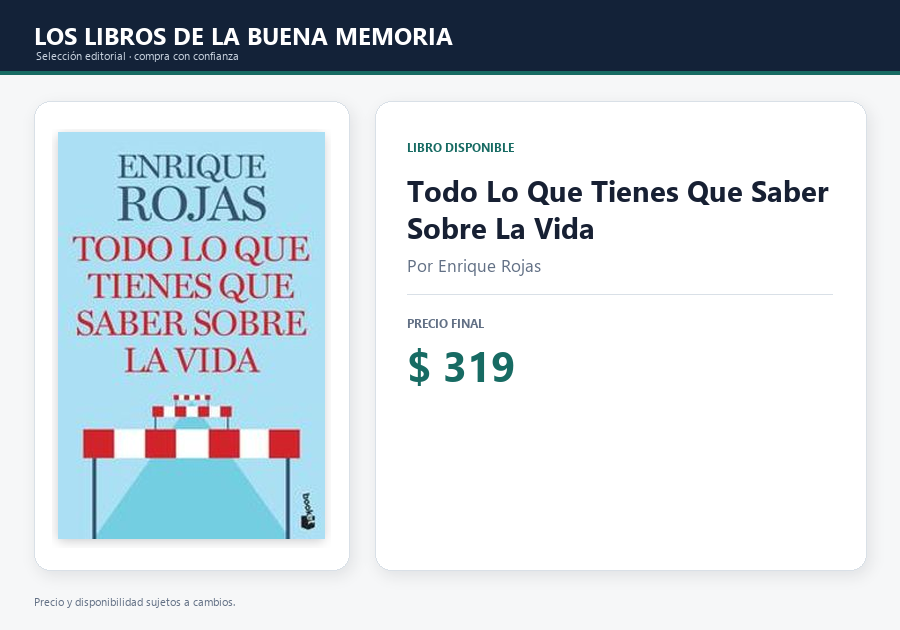 LOS LIBROS DE LA BUENA MEMORIA
Selección editorial · compra con confianza
ENRIQUE
ROJAS
TODO LO QUE
TIENES QUE
SABER SOBRE
LA VIDA
booket
LIBRO DISPONIBLE
Todo Lo Que Tienes Que Saber
Sobre La Vida
Por Enrique Rojas
PRECIO FINAL
$ 319
Precio y disponibilidad sujetos a cambios.